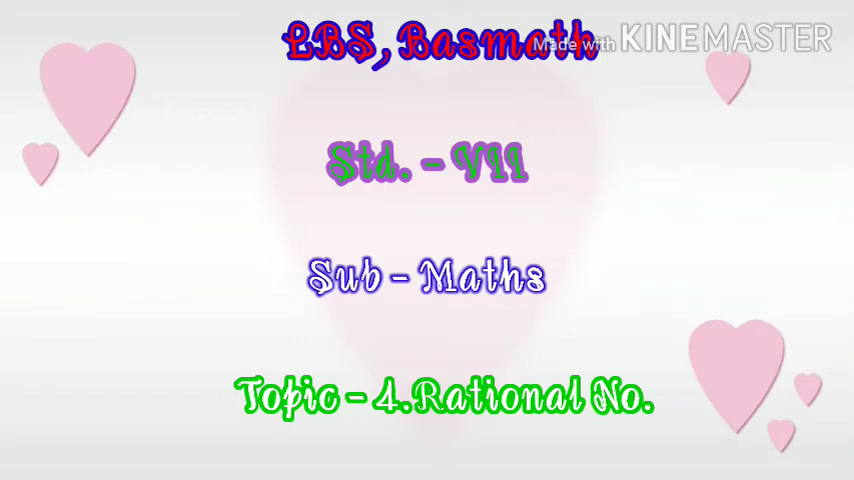 LBS, Basmath
Made with KINEMASTER
Std. - VII
Sub - Maths
Topic - 4.Rational No.